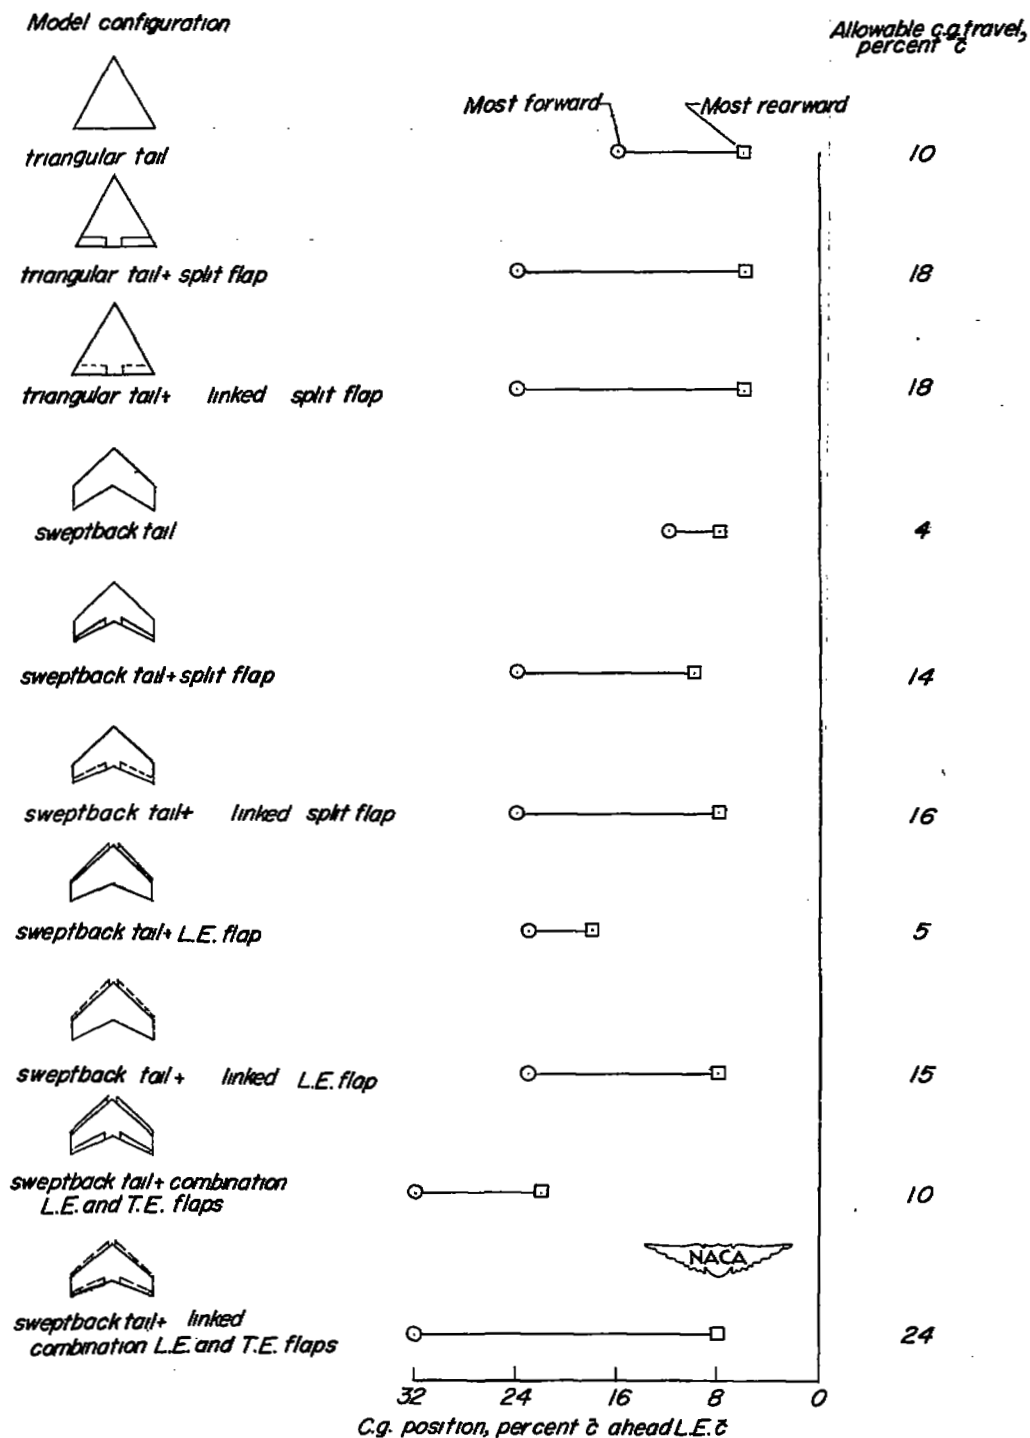 Model configuration
Allowable c.g. travel,
percent c̄
Most forward
Most rearward
triangular tail
10
triangular tail + split flap
18
triangular tail + linked split flap
18
sweptback tail
4
sweptback tail + split flap
14
sweptback tail + linked split flap
16
sweptback tail + L.E. flap
5
sweptback tail + linked L.E. flap
15
sweptback tail + combination
L.E. and T.E. flaps
10
NACA
sweptback tail + linked
combination L.E. and T.E. flaps
24
32 24 16 8 0
C.g. position, percent c̄ ahead L.E. c̄